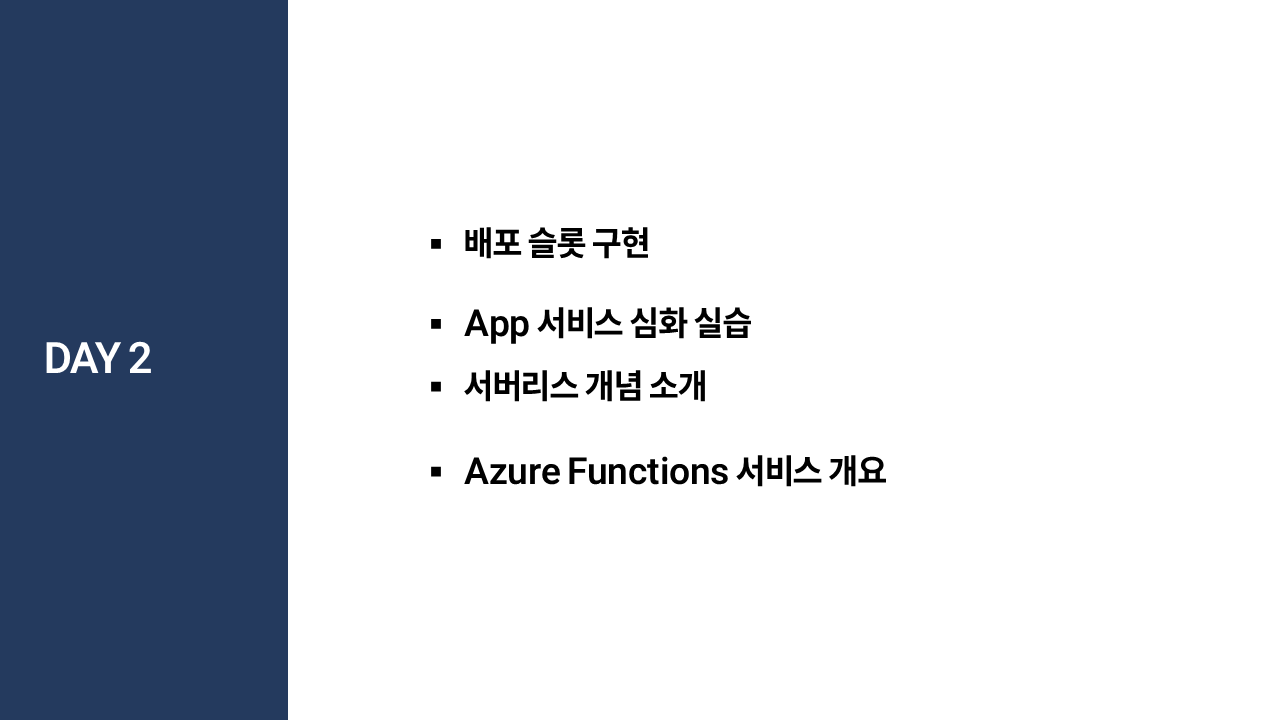 DAY 2
▪ 배포 슬롯 구현
▪ App 서비스 심화 실습
▪ 서버리스 개념 소개
▪ Azure Functions 서비스 개요